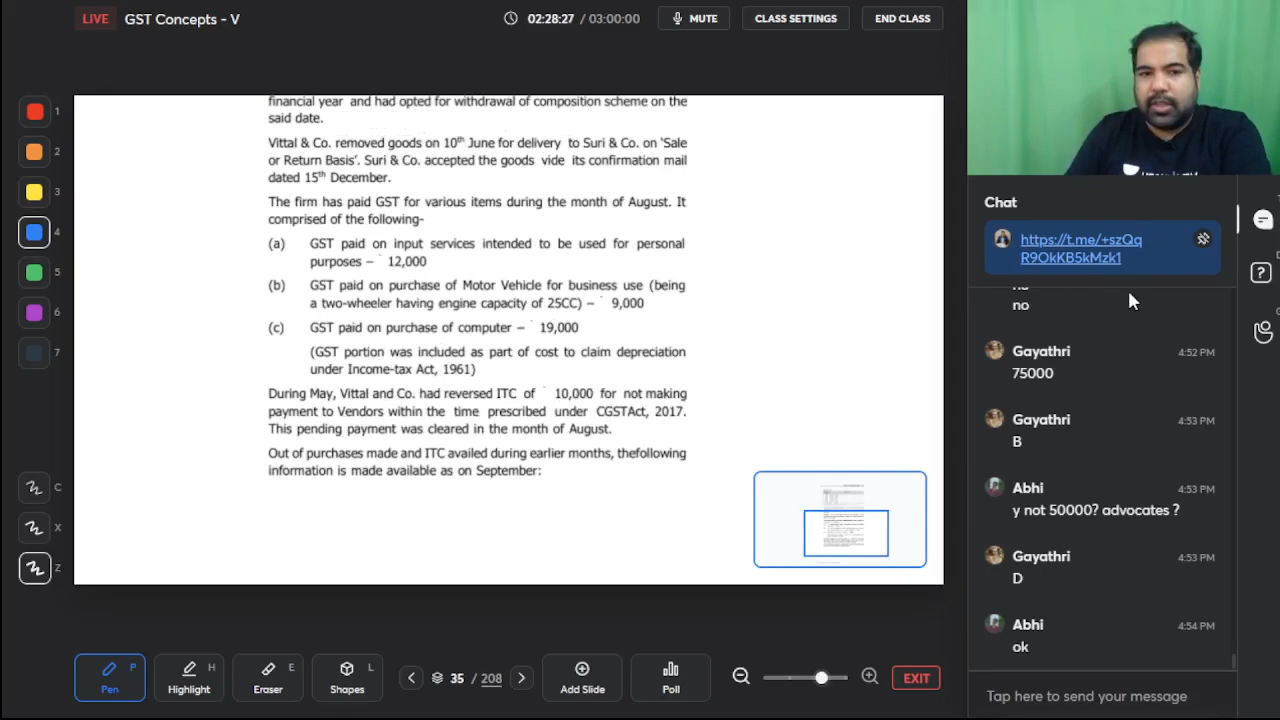 LIVE GST Concepts - V 02:28:27 / 03:00:00 MUTE CLASS SETTINGS END CLASS
1
2
3
4
5
6
7
C
X
Z
financial year and had opted for withdrawal of composition scheme on the
said date.
Vittal & Co. removed goods on 10th June for delivery to Suri & Co. on 'Sale
or Return Basis'. Suri & Co. accepted the goods vide its confirmation mail
dated 15th December.
The firm has paid GST for various items during the month of August. It
comprised of the following-
(a) GST paid on input services intended to be used for personal
purposes – ` 12,000
(b) GST paid on purchase of Motor Vehicle for business use (being
a two-wheeler having engine capacity of 25CC) – ` 9,000
(c) GST paid on purchase of computer – ` 19,000
(GST portion was included as part of cost to claim depreciation
under Income-tax Act, 1961)
During May, Vittal and Co. had reversed ITC of ` 10,000 for not making
payment to Vendors within the time prescribed under CGSTAct, 2017.
This pending payment was cleared in the month of August.
Out of purchases made and ITC availed during earlier months, thefollowing
information is made available as on September:
Chat
https://t.me/+szQq
R9OkKB5kMzk1
no
Gayathri 4:52 PM
75000
Gayathri 4:53 PM
B
Abhi 4:53 PM
y not 50000? advocates ?
Gayathri 4:53 PM
D
Abhi 4:54 PM
ok
Tap here to send your message
P H E L
Pen Highlight Eraser Shapes 35 / 208 Add Slide Poll EXIT